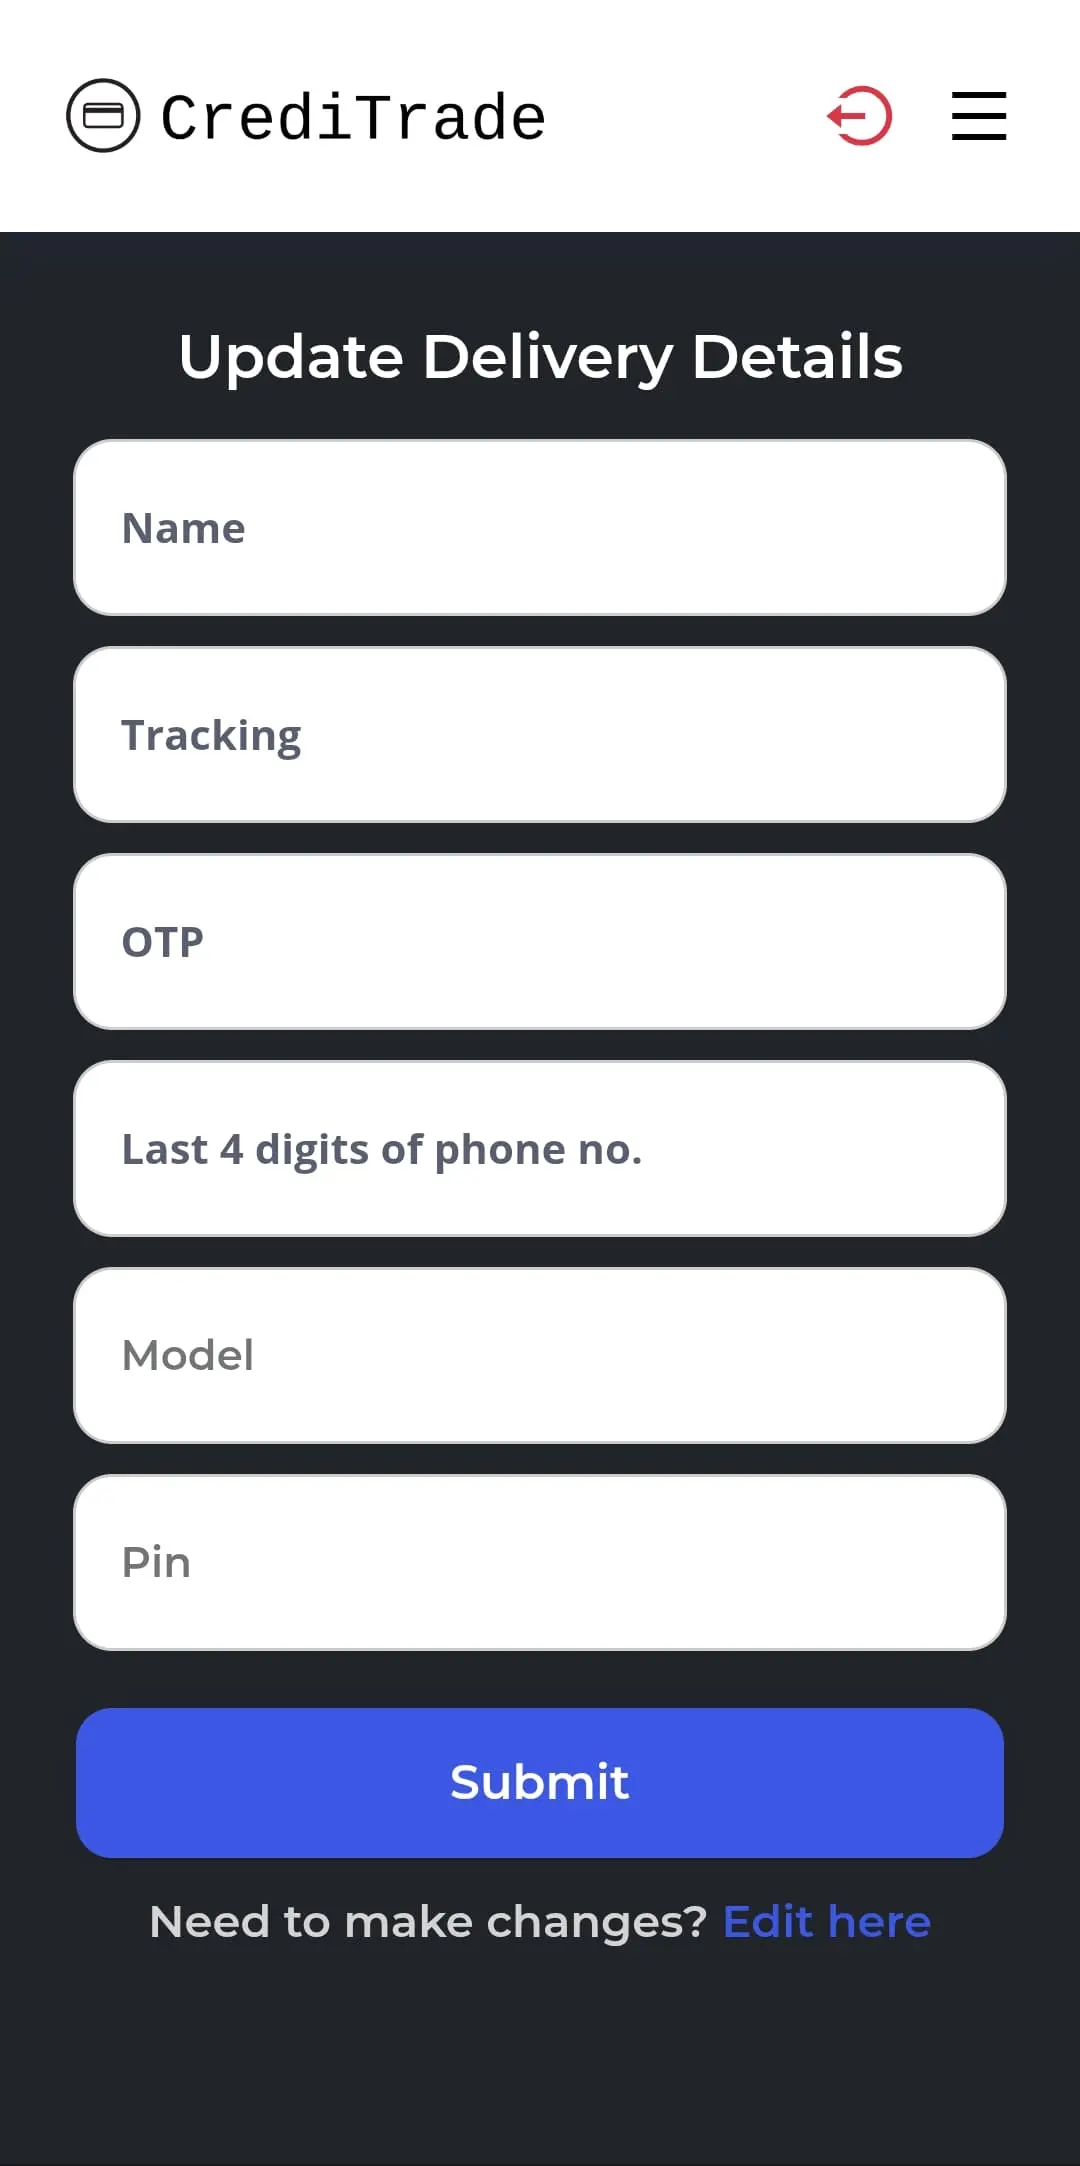 CrediTrade
Update Delivery Details
Name
Tracking
OTP
Last 4 digits of phone no.
Model
Pin
Submit
Need to make changes? Edit here